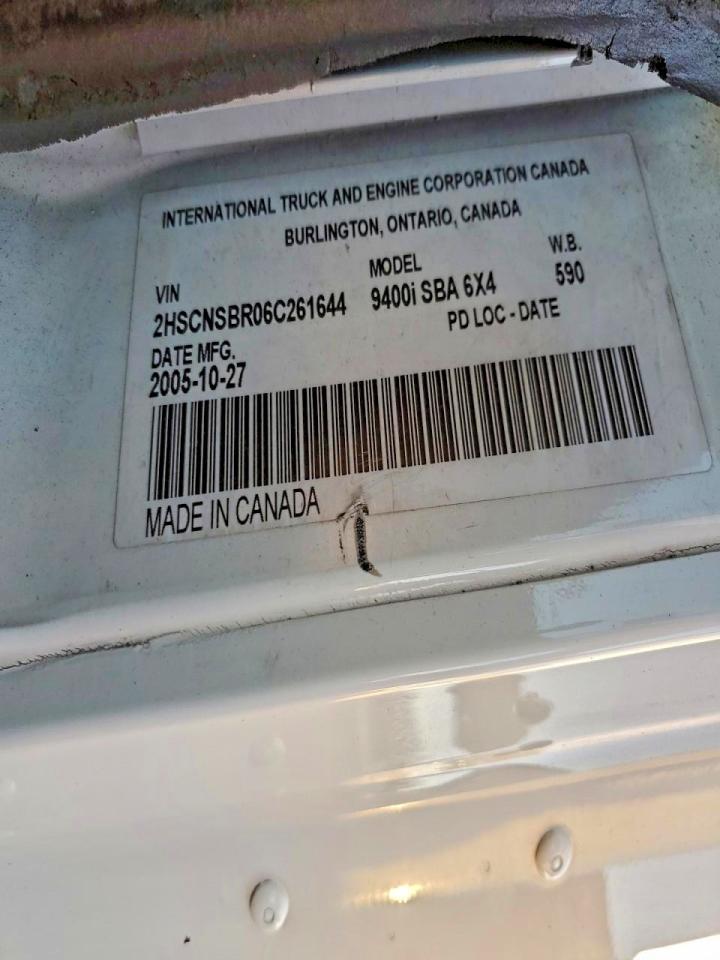 INTERNATIONAL TRUCK AND ENGINE CORPORATION CANADA
BURLINGTON, ONTARIO, CANADA
VIN MODEL W.B.
2HSCNSBR06C261644 9400i SBA 6X4 590
DATE MFG. PD LOC - DATE
2005-10-27
MADE IN CANADA